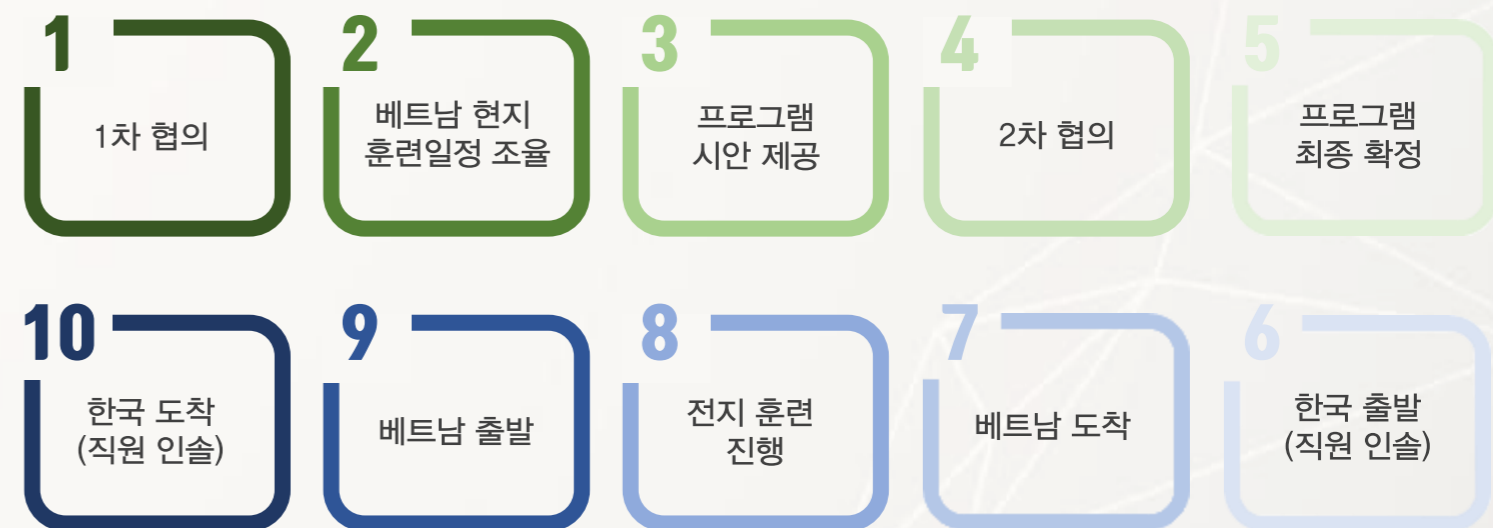 1
1차 협의
2
베트남 현지
훈련일정 조율
3
프로그램
시안 제공
4
2차 협의
5
프로그램
최종 확정
6
한국 출발
(직원 인솔)
7
베트남 도착
8
전지 훈련
진행
9
베트남 출발
10
한국 도착
(직원 인솔)